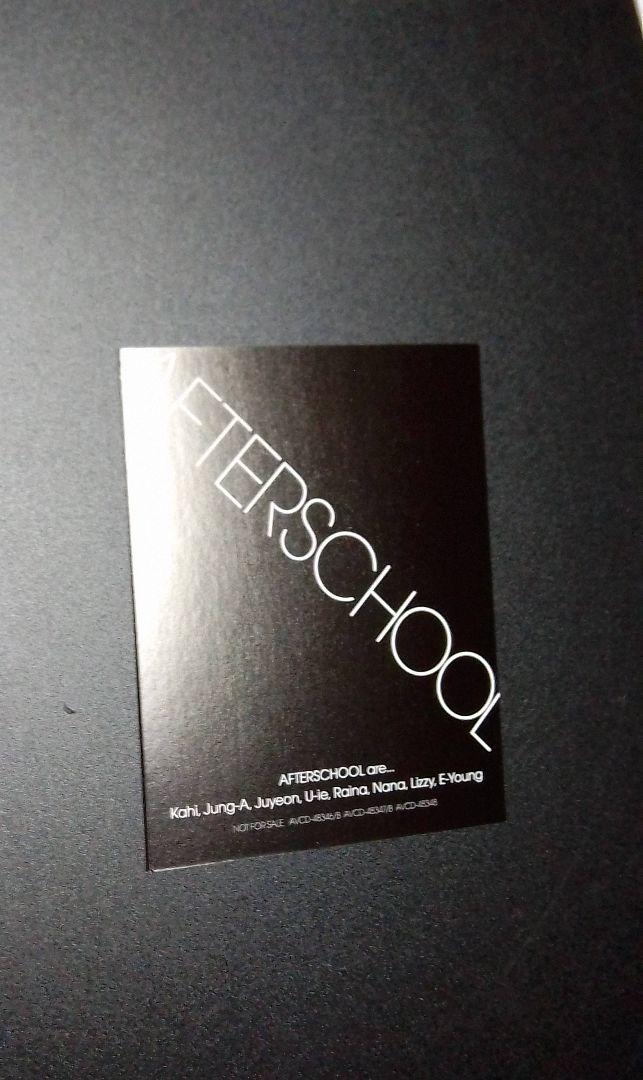 FTERSCHOOL
AFTERSCHOOL are...
Kahi, Jung-A, Juyeon, U-ie, Raina, Nana, Lizzy, E-Young
NOT FOR SALE AVCD-48346/B AVCD-48347/B AVCD-48348